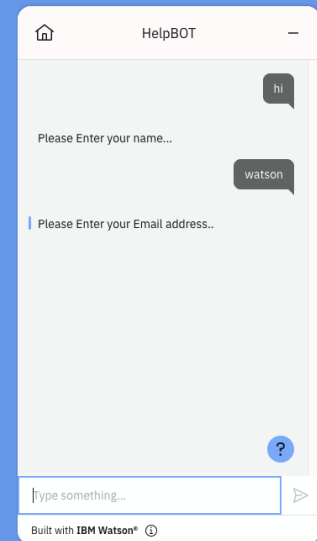 HelpBOT
hi
Please Enter your name...
watson
Please Enter your Email address..
?
Type something...
Built with IBM Watson®